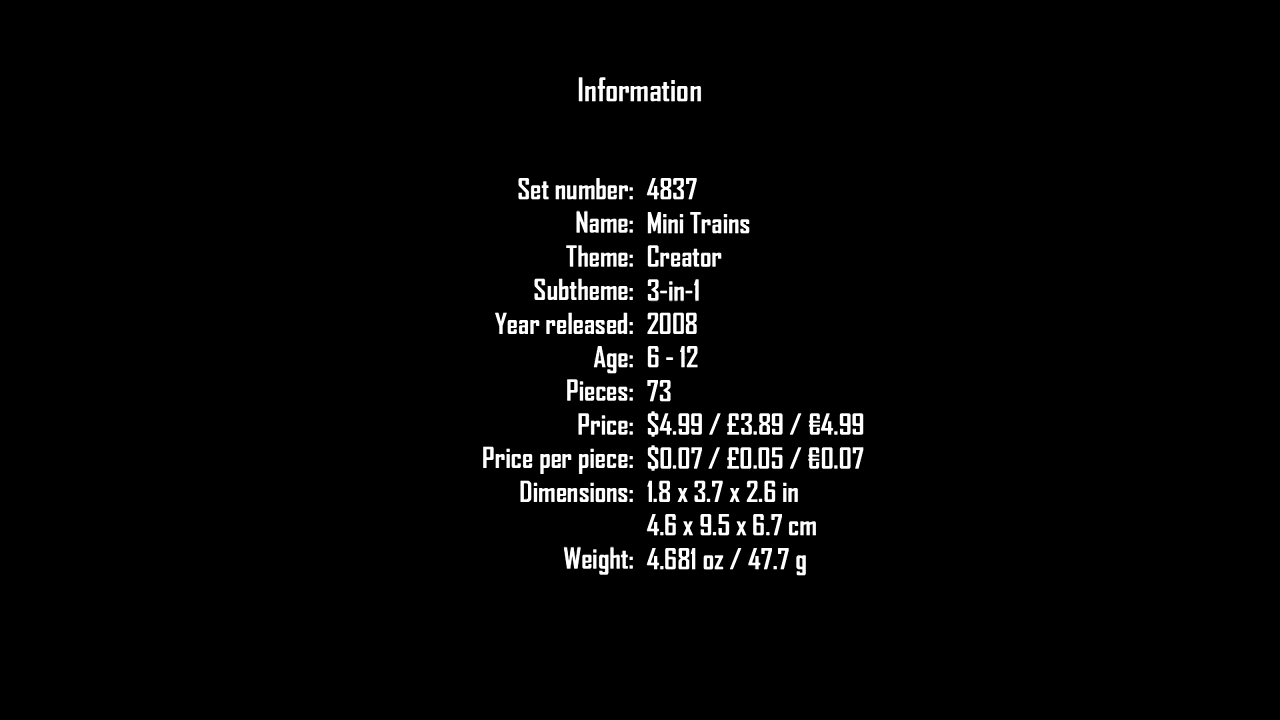 Information
Set number: 4837
Name: Mini Trains
Theme: Creator
Subtheme: 3-in-1
Year released: 2008
Age: 6 - 12
Pieces: 73
Price: $4.99 / £3.89 / €4.99
Price per piece: $0.07 / £0.05 / €0.07
Dimensions: 1.8 x 3.7 x 2.6 in
4.6 x 9.5 x 6.7 cm
Weight: 4.681 oz / 47.7 g